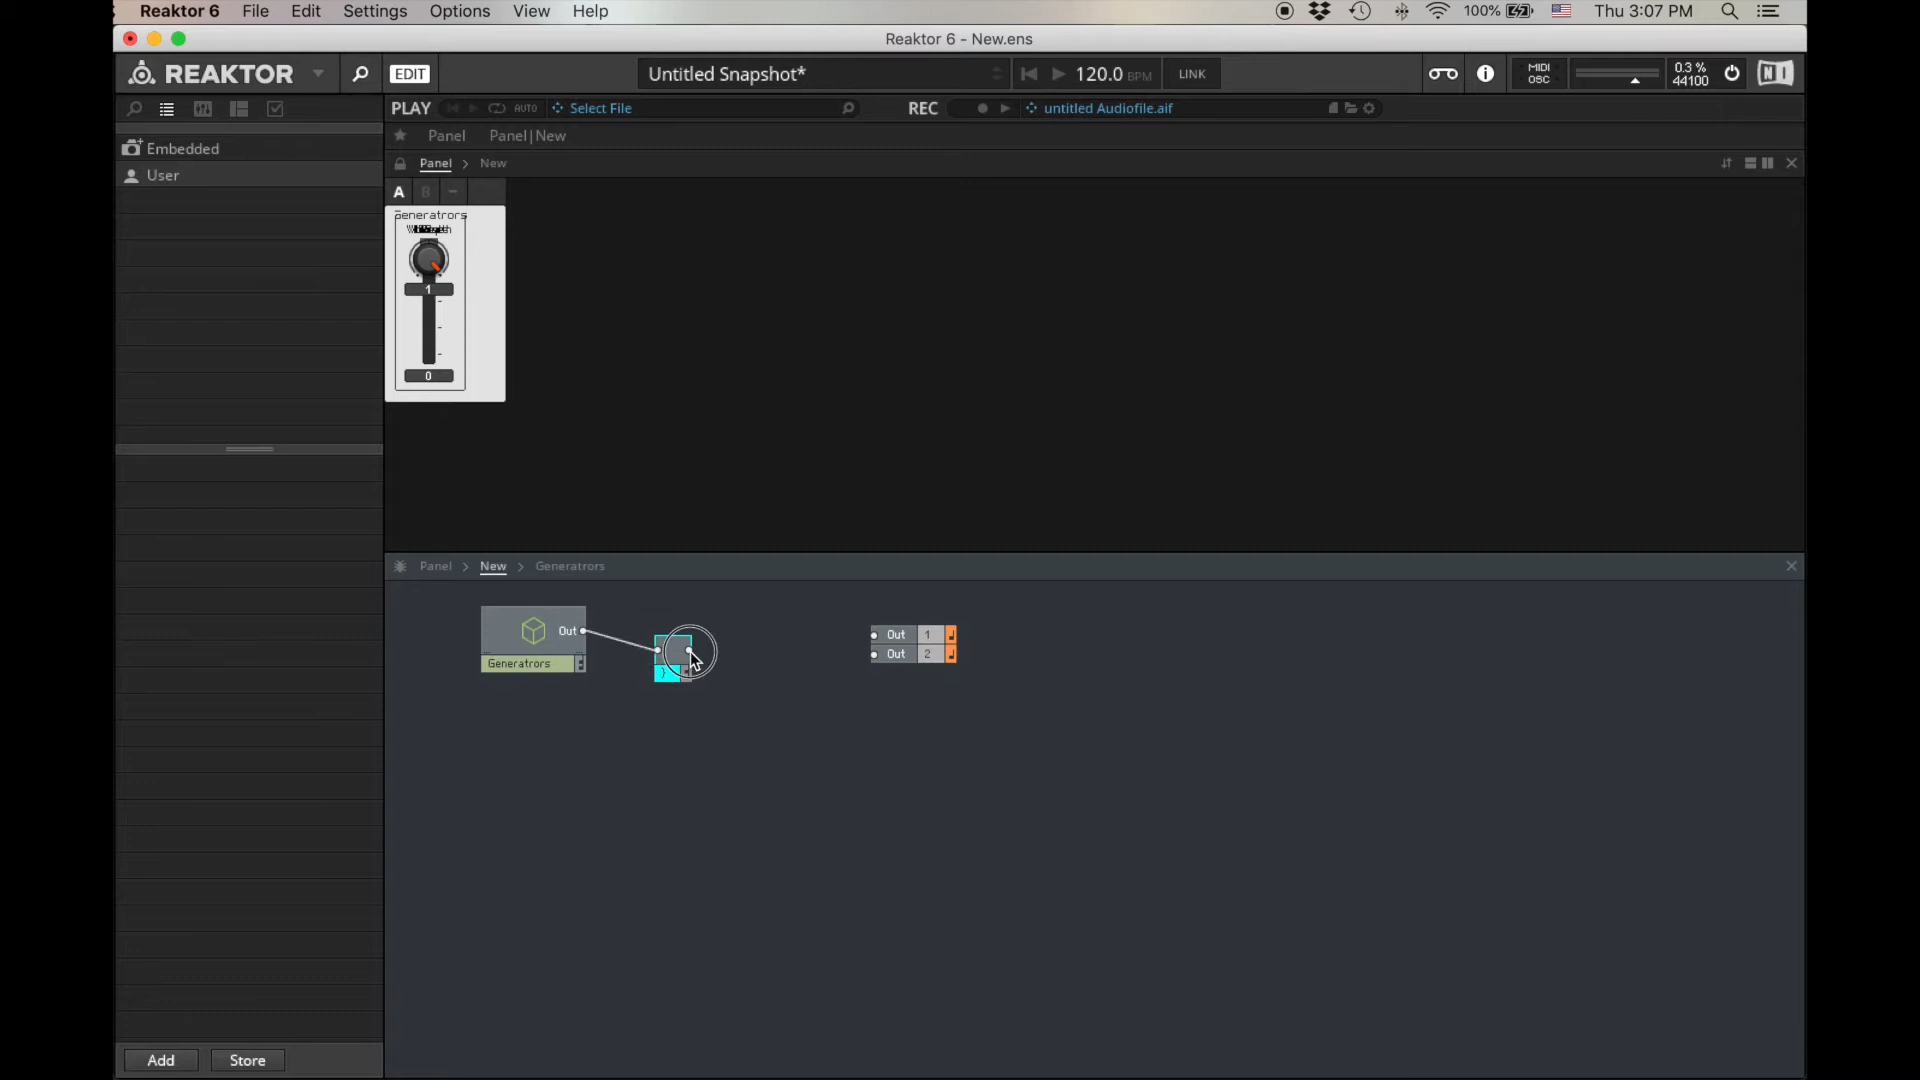 Reaktor 6 File Edit Settings Options View Help 100% Thu 3:07 PM
Reaktor 6 - New.ens
REAKTOR EDIT Untitled Snapshot* 120.0 BPM LINK MIDI OSC 0.3 % 44100 NI
PLAY AUTO Select File REC untitled Audiofile.aif
Panel Panel|New
Embedded
Panel > New
User
A B
Generatrors
1
0
Panel > New > Generatrors
Out
Generatrors
}
Out 1
Out 2
Add Store